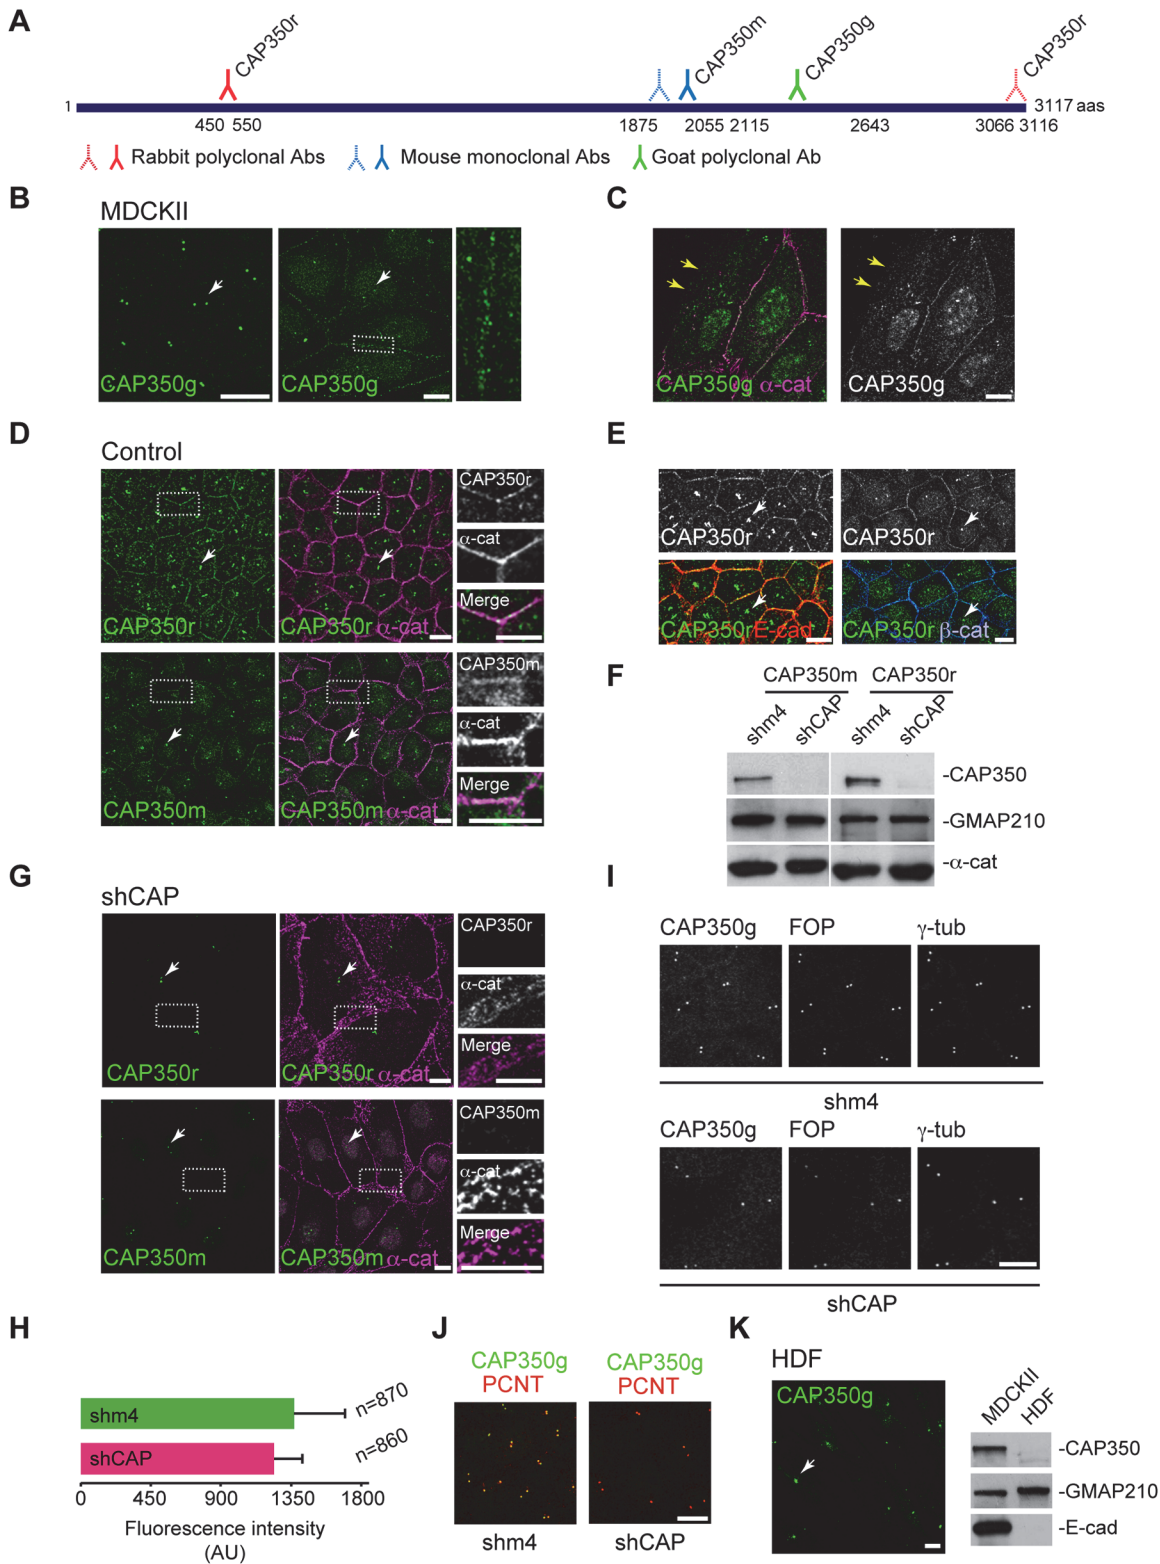 A
CAP350r
CAP350m
CAP350g
CAP350r
1
3117 aas
450 550
1875
2055 2115
2643
3066 3116
Rabbit polyclonal Abs
Mouse monoclonal Abs
Goat polyclonal Ab
B
MDCKII
CAP350g
CAP350g
C
CAP350g α-cat
CAP350g
D
Control
CAP350r
CAP350r α-cat
CAP350r
α-cat
Merge
CAP350m
CAP350m α-cat
CAP350m
α-cat
Merge
E
CAP350r
CAP350r
CAP350r E-cad
CAP350r β-cat
F
CAP350m
CAP350r
shm4
shCAP
shm4
shCAP
-CAP350
-GMAP210
-α-cat
G
shCAP
CAP350r
CAP350r α-cat
CAP350r
α-cat
Merge
CAP350m
CAP350m α-cat
CAP350m
α-cat
Merge
I
CAP350g
FOP
γ-tub
shm4
CAP350g
FOP
γ-tub
shCAP
H
shm4
n=870
shCAP
n=860
0
450
900
1350
1800
Fluorescence intensity
(AU)
J
CAP350g
PCNT
CAP350g
PCNT
shm4
shCAP
K
HDF
CAP350g
MDCKII
HDF
-CAP350
-GMAP210
-E-cad